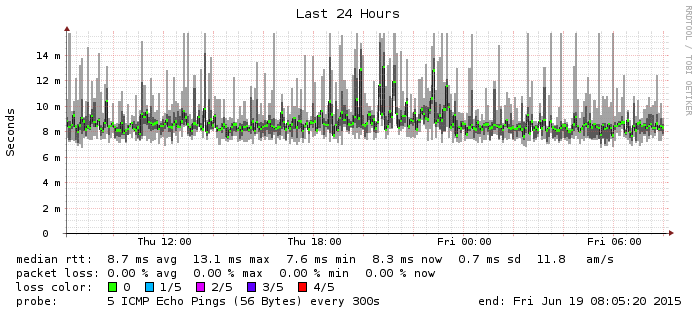 Last 24 Hours
RRDTOOL / TOBI OETIKER
Seconds
14 m
12 m
10 m
8 m
6 m
4 m
2 m
0
Thu 12:00 Thu 18:00 Fri 00:00 Fri 06:00
median rtt: 8.7 ms avg 13.1 ms max 7.6 ms min 8.3 ms now 0.7 ms sd 11.8 am/s
packet loss: 0.00 % avg 0.00 % max 0.00 % min 0.00 % now
loss color: 0 1/5 2/5 3/5 4/5
probe: 5 ICMP Echo Pings (56 Bytes) every 300s end: Fri Jun 19 08:05:20 2015